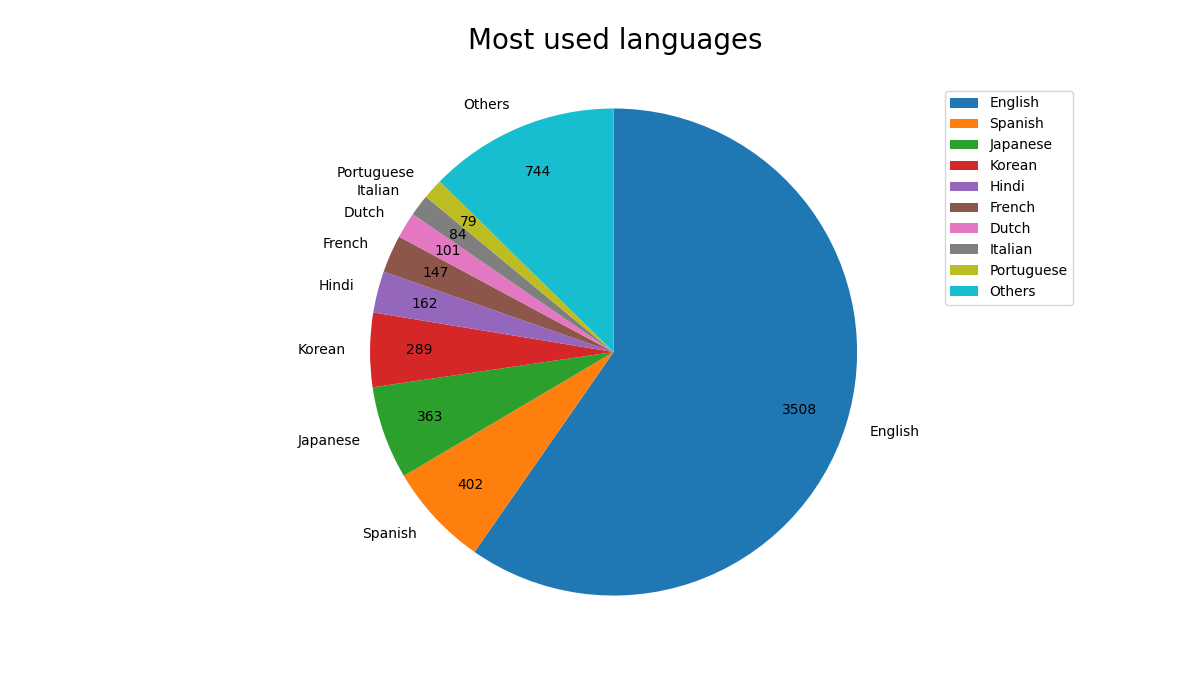 Most used languages
Others
Portuguese
Italian
Dutch
French
Hindi
Korean
Japanese
Spanish
English
744
79
84
101
147
162
289
363
402
3508
English
Spanish
Japanese
Korean
Hindi
French
Dutch
Italian
Portuguese
Others